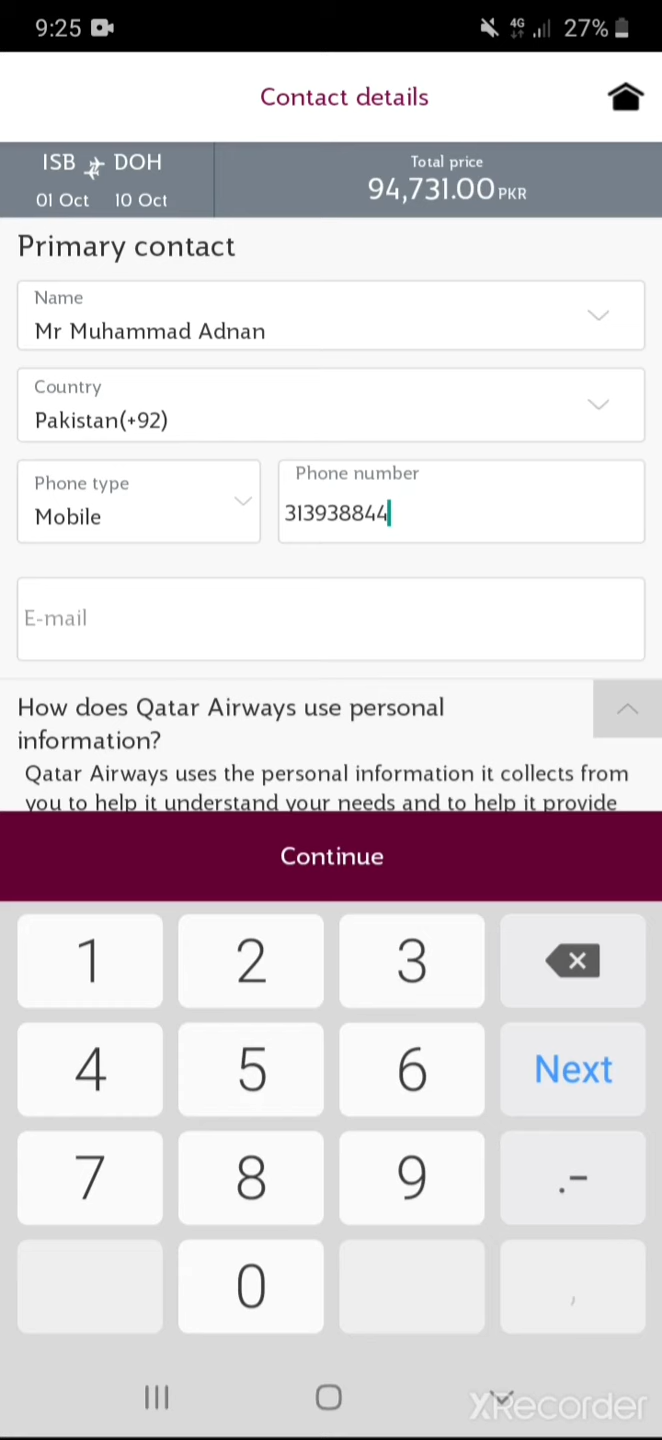 9:25 4G 27%
Contact details
ISB DOH
01 Oct 10 Oct
Total price
94,731.00 PKR
Primary contact
Name
Mr Muhammad Adnan
Country
Pakistan(+92)
Phone type
Mobile
Phone number
313938844
E-mail
How does Qatar Airways use personal
information?
Qatar Airways uses the personal information it collects from
you to help it understand your needs and to help it provide
Continue
1 2 3
4 5 6 Next
7 8 9 .-
0 ,
XRecorder